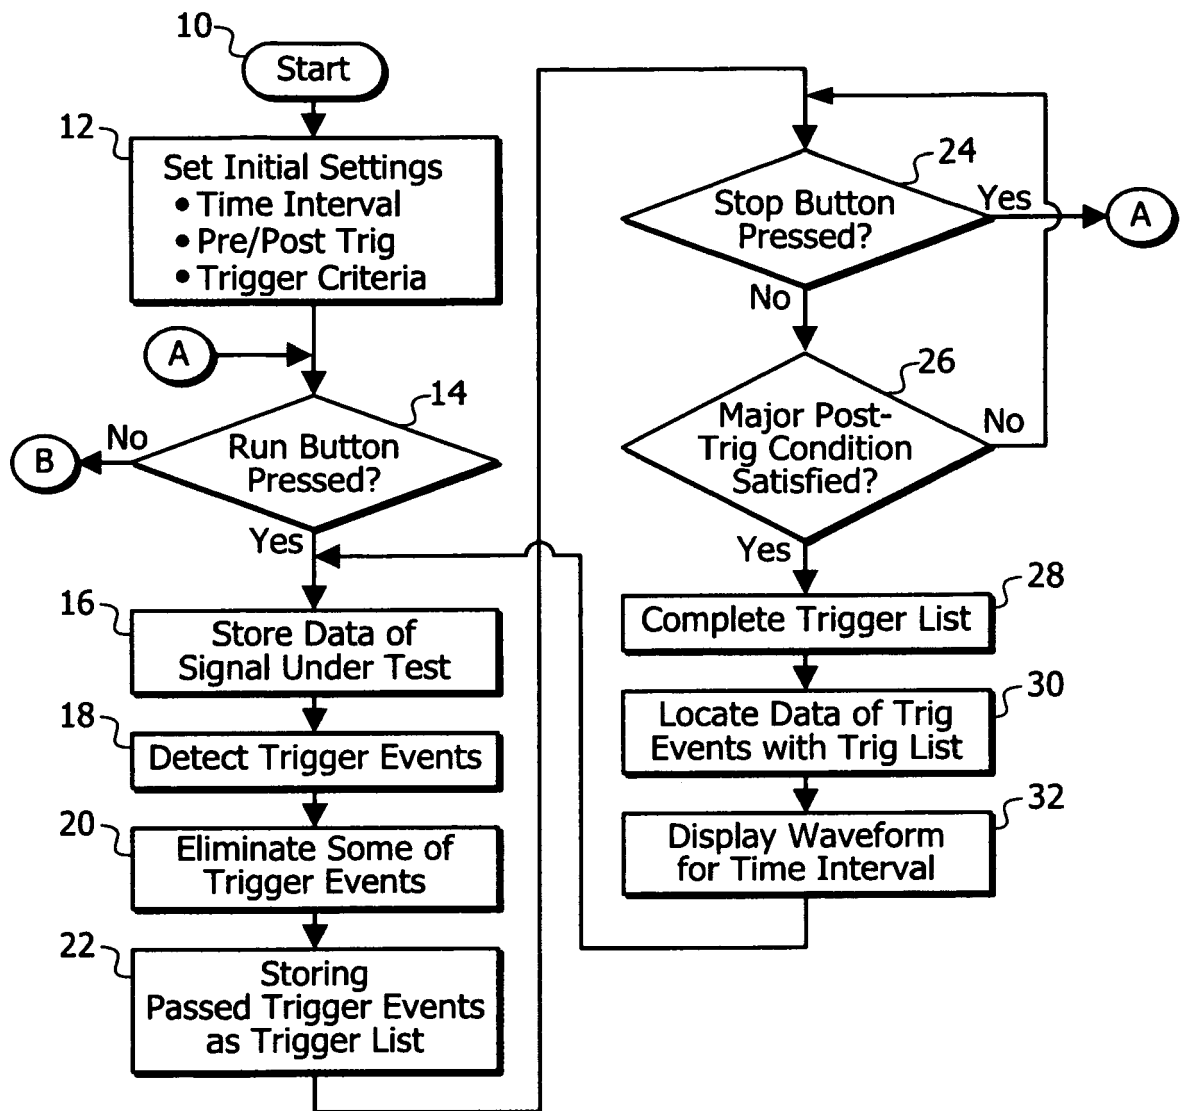 10
Start
12
Set Initial Settings
• Time Interval
• Pre/Post Trig
• Trigger Criteria
A
14
Run Button
Pressed?
No
B
Yes
16
Store Data of
Signal Under Test
18
Detect Trigger Events
20
Eliminate Some of
Trigger Events
22
Storing
Passed Trigger Events
as Trigger List
24
Stop Button
Pressed?
Yes
A
No
26
Major Post-
Trig Condition
Satisfied?
No
Yes
28
Complete Trigger List
30
Locate Data of Trig
Events with Trig List
32
Display Waveform
for Time Interval